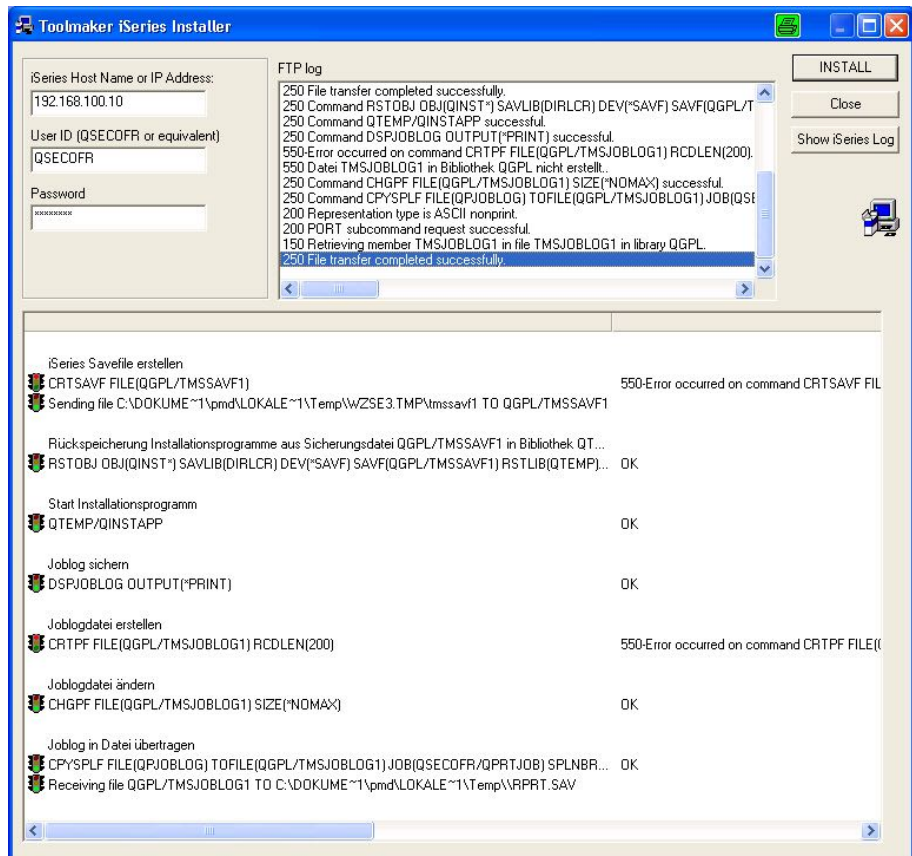 Toolmaker iSeries Installer
iSeries Host Name or IP Address:
192.168.100.10
User ID (QSECOFR or equivalent)
QSECOFR
Password
xxxxxxxx
FTP log
250 File transfer completed successfully.
250 Command RSTOBJ OBJ(QINST*) SAVLIB(DIRLCR) DEV(*SAVF) SAVF(QGPL/T
250 Command QTEMP/QINSTAPP successful.
250 Command DSPJOBLOG OUTPUT(*PRINT) successful.
550-Error occurred on command CRTPF FILE(QGPL/TMSJOBLOG1) RCDLEN(200).
550 Datei TMSJOBLOG1 in Bibliothek QGPL nicht erstellt..
250 Command CHGPF FILE(QGPL/TMSJOBLOG1) SIZE(*NOMAX) successful.
250 Command CPYSPLF FILE(QPJOBLOG) TOFILE(QGPL/TMSJOBLOG1) JOB(QSE
200 Representation type is ASCII nonprint.
200 PORT subcommand request successful.
150 Retrieving member TMSJOBLOG1 in file TMSJOBLOG1 in library QGPL.
250 File transfer completed successfully.
INSTALL
Close
Show iSeries Log
iSeries Savefile erstellen
CRTSAVF FILE(QGPL/TMSSAVF1) 550-Error occurred on command CRTSAVF FIL
Sending file C:\DOKUME~1\pmd\LOKALE~1\Temp\WZSE3.TMP\tmssavf1 TO QGPL/TMSSAVF1
Rückspeicherung Installationsprogramme aus Sicherungsdatei QGPL/TMSSAVF1 in Bibliothek QT...
RSTOBJ OBJ(QINST*) SAVLIB(DIRLCR) DEV(*SAVF) SAVF(QGPL/TMSSAVF1) RSTLIB(QTEMP)... OK
Start Installationsprogramm
QTEMP/QINSTAPP OK
Joblog sichern
DSPJOBLOG OUTPUT(*PRINT) OK
Joblogdatei erstellen
CRTPF FILE(QGPL/TMSJOBLOG1) RCDLEN(200) 550-Error occurred on command CRTPF FILE(
Joblogdatei ändern
CHGPF FILE(QGPL/TMSJOBLOG1) SIZE(*NOMAX) OK
Joblog in Datei übertragen
CPYSPLF FILE(QPJOBLOG) TOFILE(QGPL/TMSJOBLOG1) JOB(QSECOFR/QPRTJOB) SPLNBR... OK
Receiving file QGPL/TMSJOBLOG1 TO C:\DOKUME~1\pmd\LOKALE~1\Temp\\RPRT.SAV